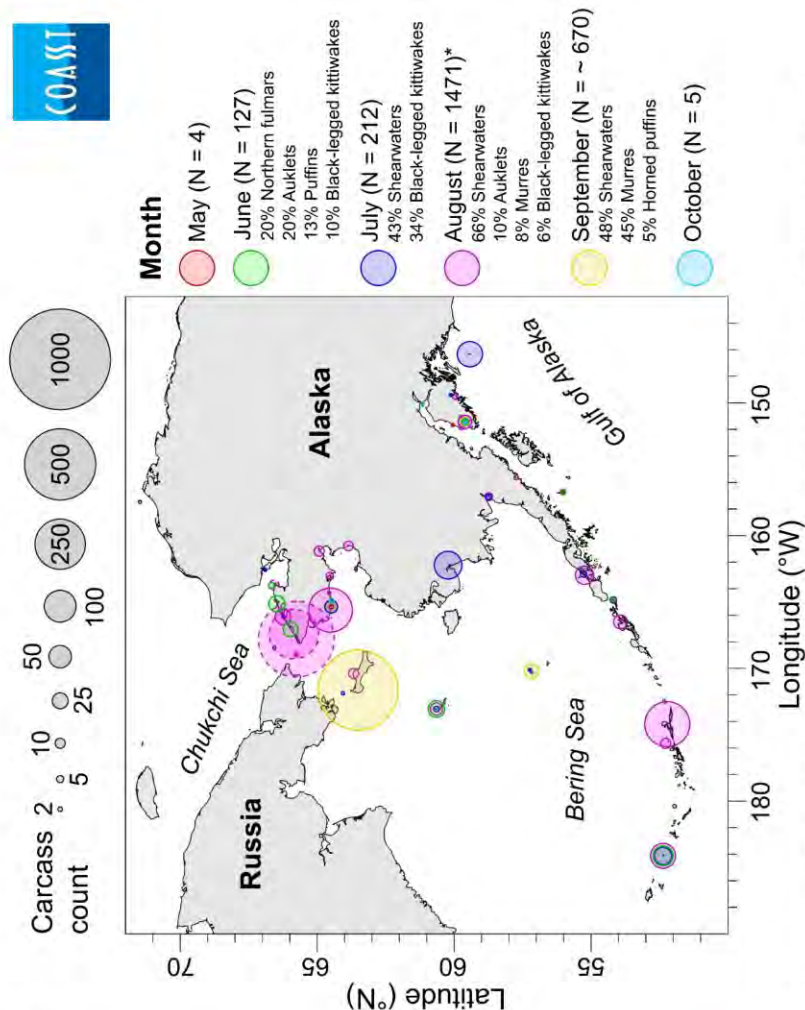 COASST
Carcass
count
2
5
10
25
50
100
250
500
1000
Month
May (N = 4)
June (N = 127)
20% Northern fulmars
20% Auklets
13% Puffins
10% Black-legged kittiwakes
July (N = 212)
43% Shearwaters
34% Black-legged kittiwakes
August (N = 1471)*
66% Shearwaters
10% Auklets
8% Murres
6% Black-legged kittiwakes
September (N = ~ 670)
48% Shearwaters
45% Murres
5% Horned puffins
October (N = 5)
Chukchi Sea
Russia
Alaska
Bering Sea
Gulf of Alaska
Latitude (°N)
70
65
60
55
180
170
160
150
Longitude (°W)